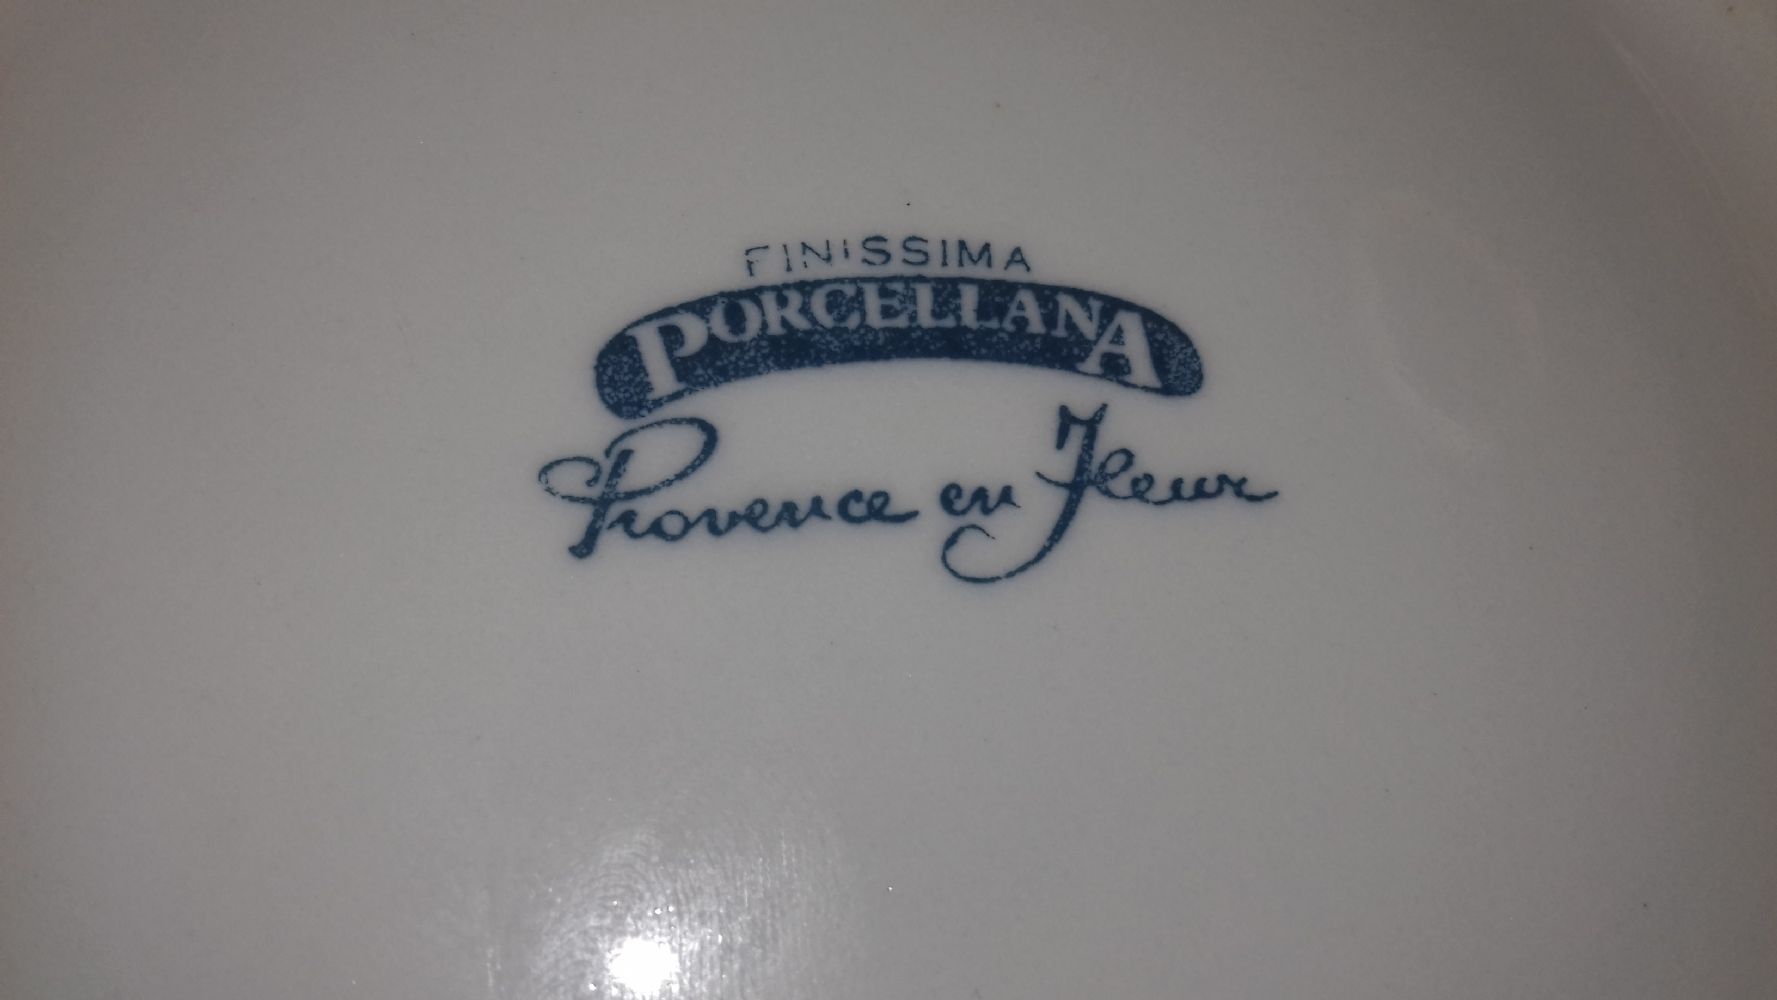 FINISSIMA
PORCELLANA
Provence en Fleur